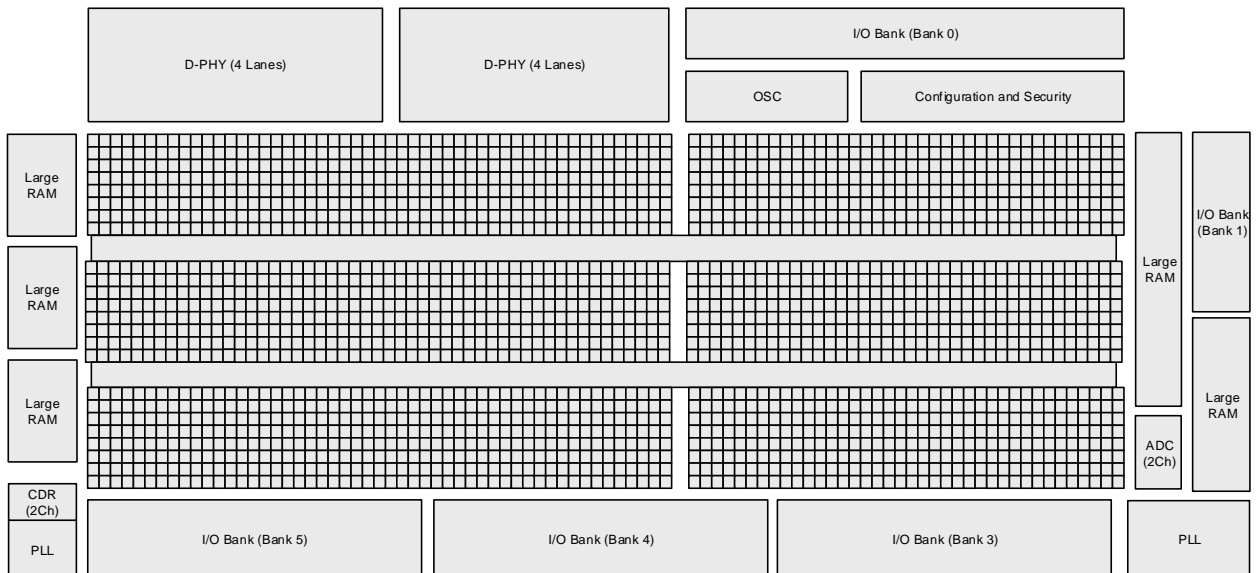 D-PHY (4 Lanes)
D-PHY (4 Lanes)
I/O Bank (Bank 0)
OSC
Configuration and Security
Large
RAM
Large
RAM
Large
RAM
Large
RAM
I/O Bank
(Bank 1)
Large
RAM
ADC
(2Ch)
CDR
(2Ch)
PLL
I/O Bank (Bank 5)
I/O Bank (Bank 4)
I/O Bank (Bank 3)
PLL